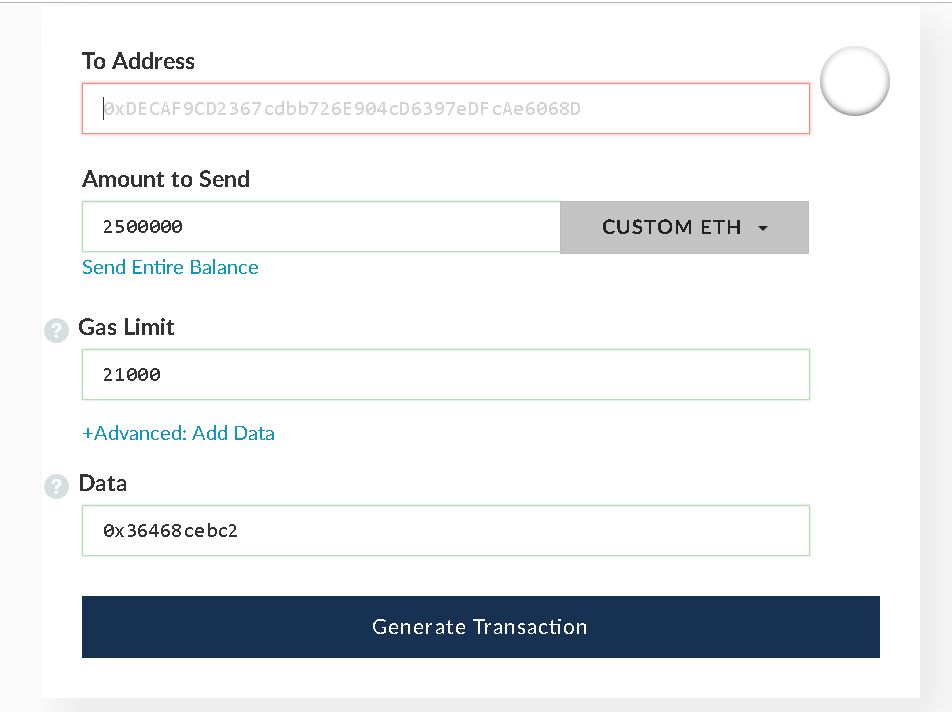 To Address
0xDECAF9CD2367cdbb726E904cD6397eDFcAe6068D
Amount to Send
2500000
CUSTOM ETH
Send Entire Balance
? Gas Limit
21000
+Advanced: Add Data
? Data
0x36468cebc2
Generate Transaction